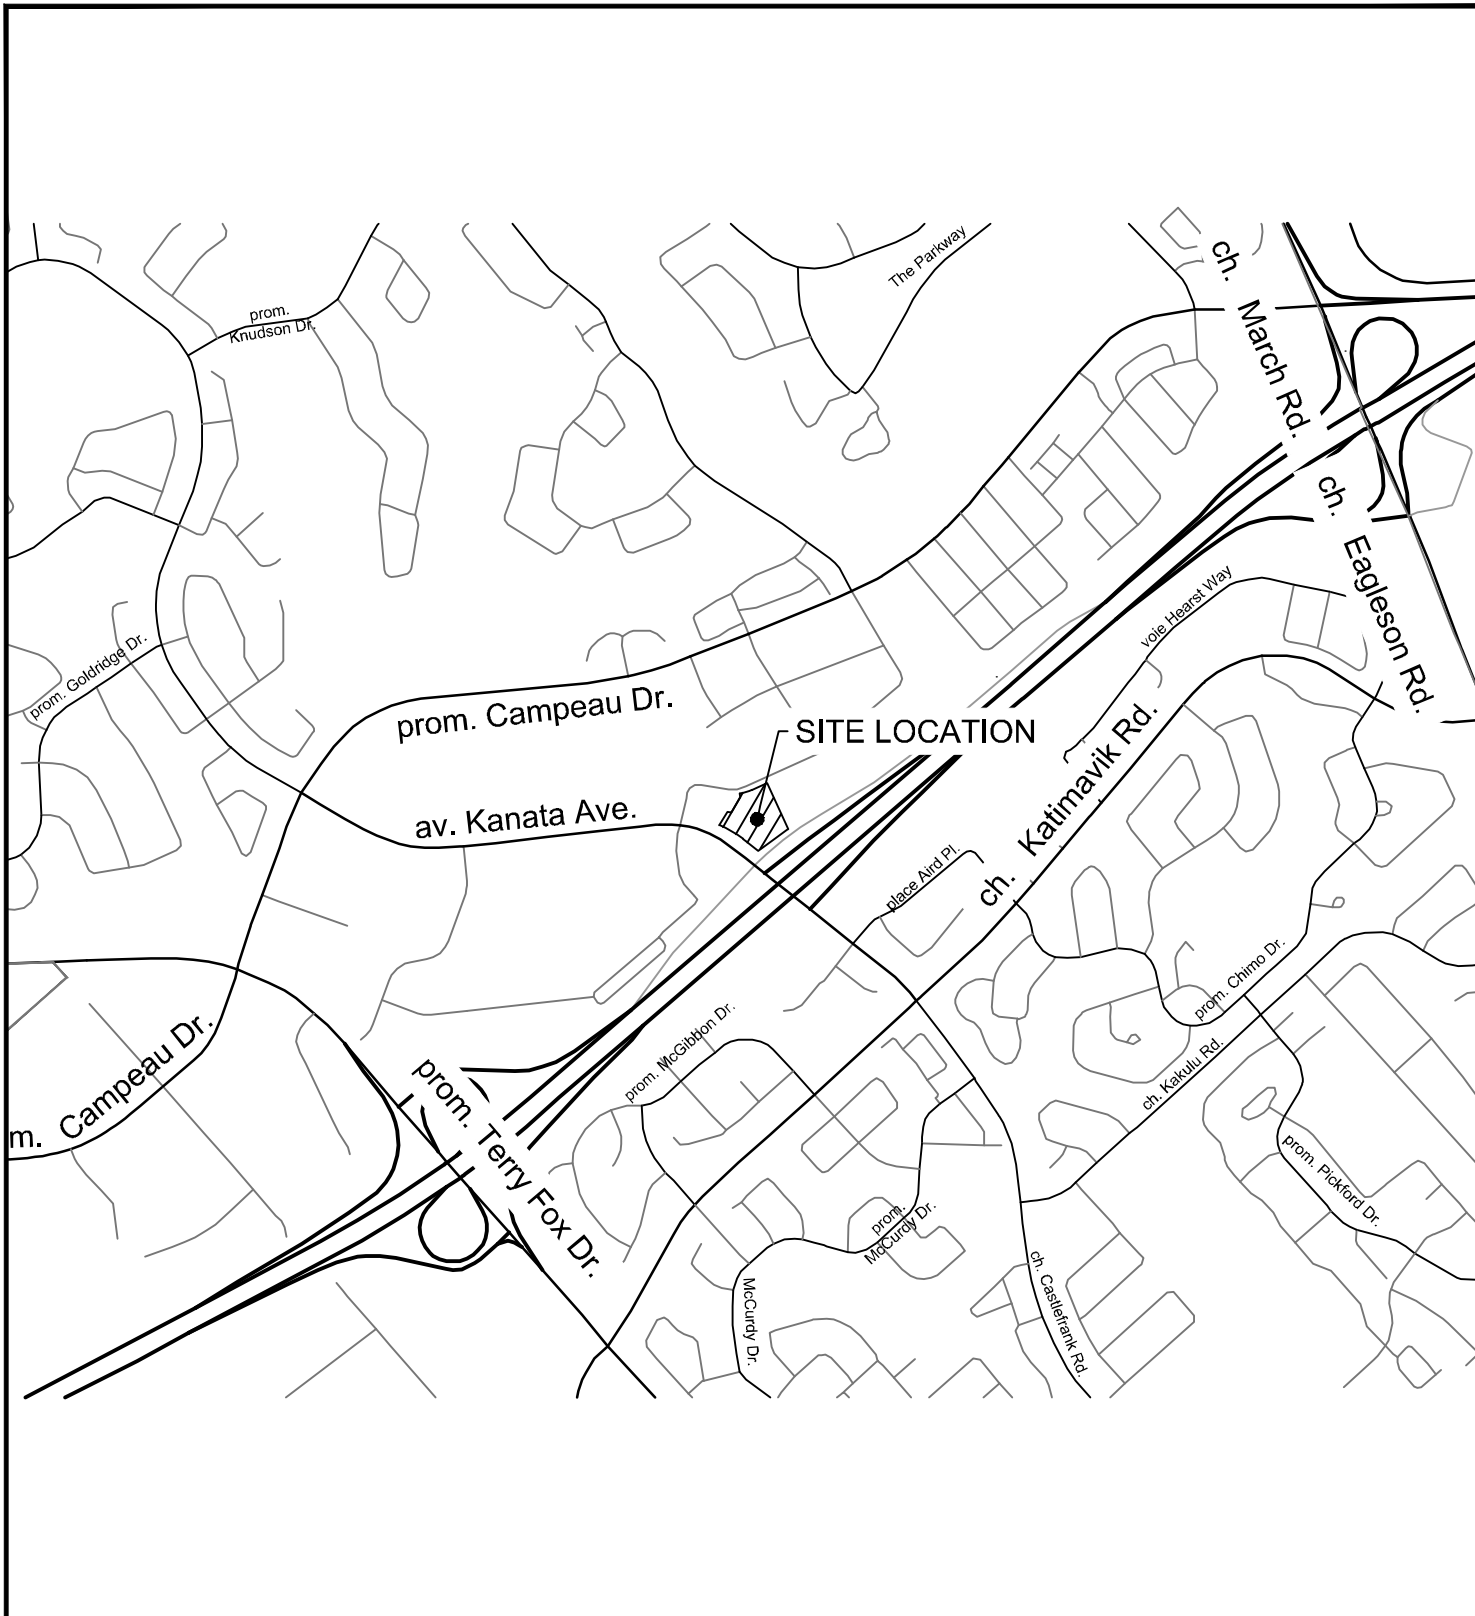 The Parkway
ch. March Rd.
prom.
Knudson Dr.
ch. Eagleson Rd.
voie Hearst Way
prom. Goldridge Dr.
prom. Campeau Dr.
SITE LOCATION
ch. Katimavik Rd.
av. Kanata Ave.
place Aird Pl.
prom. Chimo Dr.
m. Campeau Dr.
prom. McGibbon Dr.
ch. Kakulu Rd.
prom. Terry Fox Dr.
prom. Pickford Dr.
prom.
McCurdy Dr.
ch. Castlefrank Rd.
McCurdy Dr.